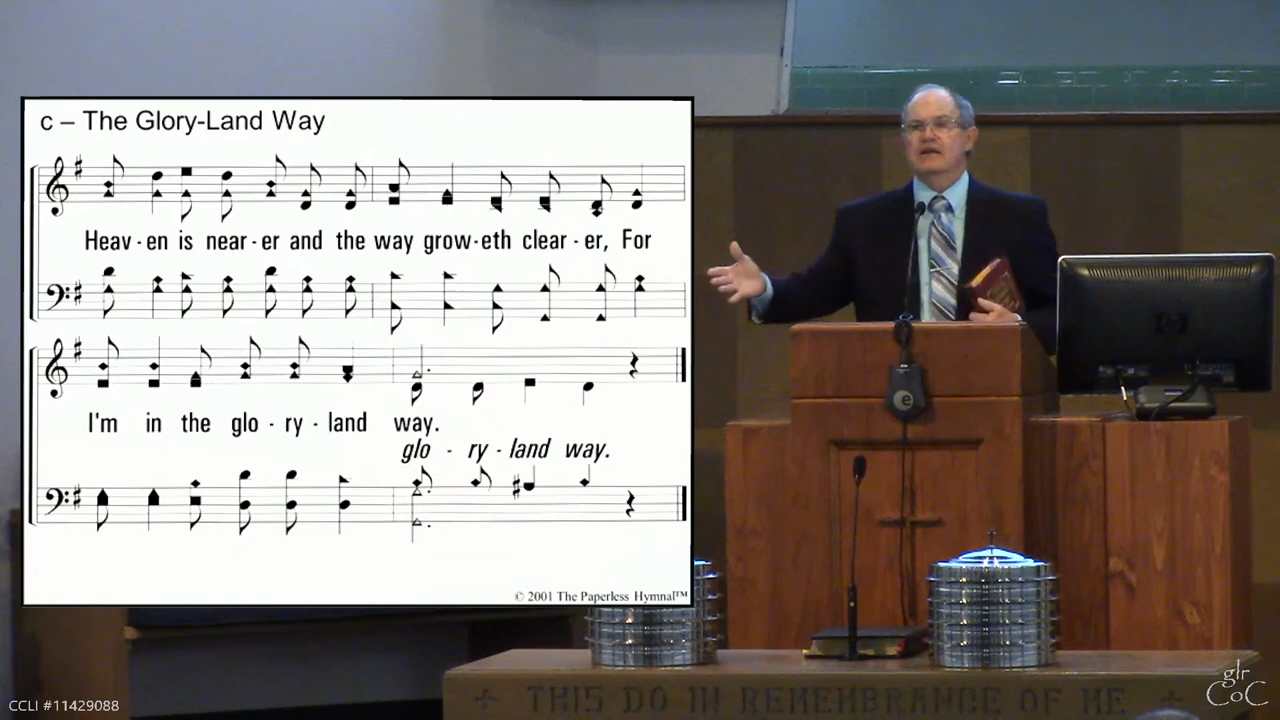 c – The Glory-Land Way
Heav - en is near - er and the way grow - eth clear - er, For
I'm in the glo - ry - land way.
glo - ry - land way.
© 2001 The Paperless Hymnal™
e
THIS DO IN REMEMBRANCE OF ME
CCLI #11429088
glr
CoC